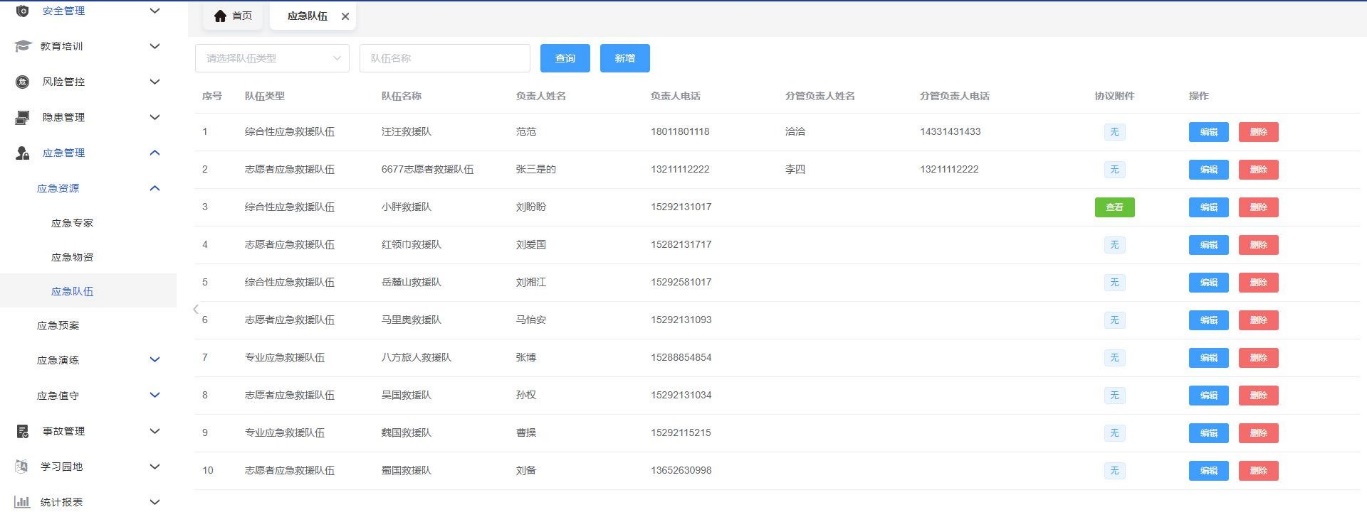 安全管理
教育培训
风险管控
隐患管理
应急管理
应急资源
应急专家
应急物资
应急队伍
应急预案
应急演练
应急值守
事故管理
学习园地
统计报表
首页 应急队伍
请选择队伍类型 队伍名称 查询 新增
序号 队伍类型 队伍名称 负责人姓名 负责人电话 分管负责人姓名 分管负责人电话 协议附件 操作
1 综合性应急救援队伍 汪汪救援队 范范 18011801118 洽洽 14331431433 无 编辑 删除
2 志愿者应急救援队伍 6677志愿者救援队伍 张三是的 13211112222 李四 13211112222 无 编辑 删除
3 综合性应急救援队伍 小胖救援队 刘盼盼 15292131017 查看 编辑 删除
4 志愿者应急救援队伍 红领巾救援队 刘爱国 15282131717 无 编辑 删除
5 综合性应急救援队伍 岳麓山救援队 刘湘江 15292581017 无 编辑 删除
6 志愿者应急救援队伍 马里奥救援队 马怡安 15292131093 无 编辑 删除
7 专业应急救援队伍 八方旅人救援队 张博 15288854854 无 编辑 删除
8 志愿者应急救援队伍 吴国救援队 孙权 15292131034 无 编辑 删除
9 专业应急救援队伍 魏国救援队 曹操 15292115215 无 编辑 删除
10 志愿者应急救援队伍 蜀国救援队 刘备 13652630998 无 编辑 删除